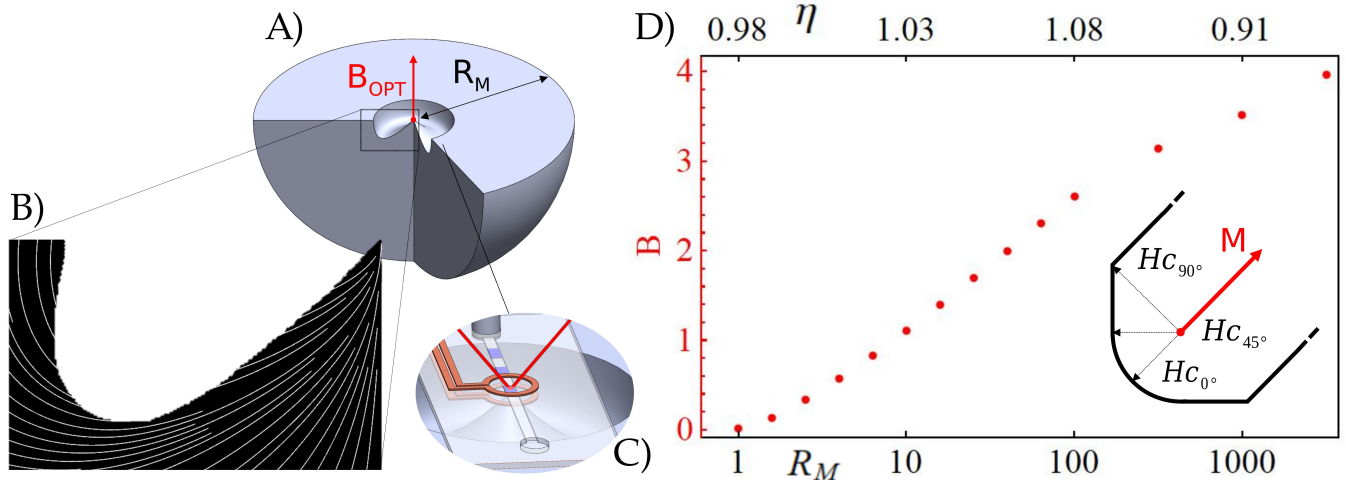 A)
B_OPT
R_M
B)
C)
D)
0.98 η 1.03 1.08 0.91
4
3
2
1
0
B
M
Hc_90°
Hc_45°
Hc_0°
1 R_M 10 100 1000